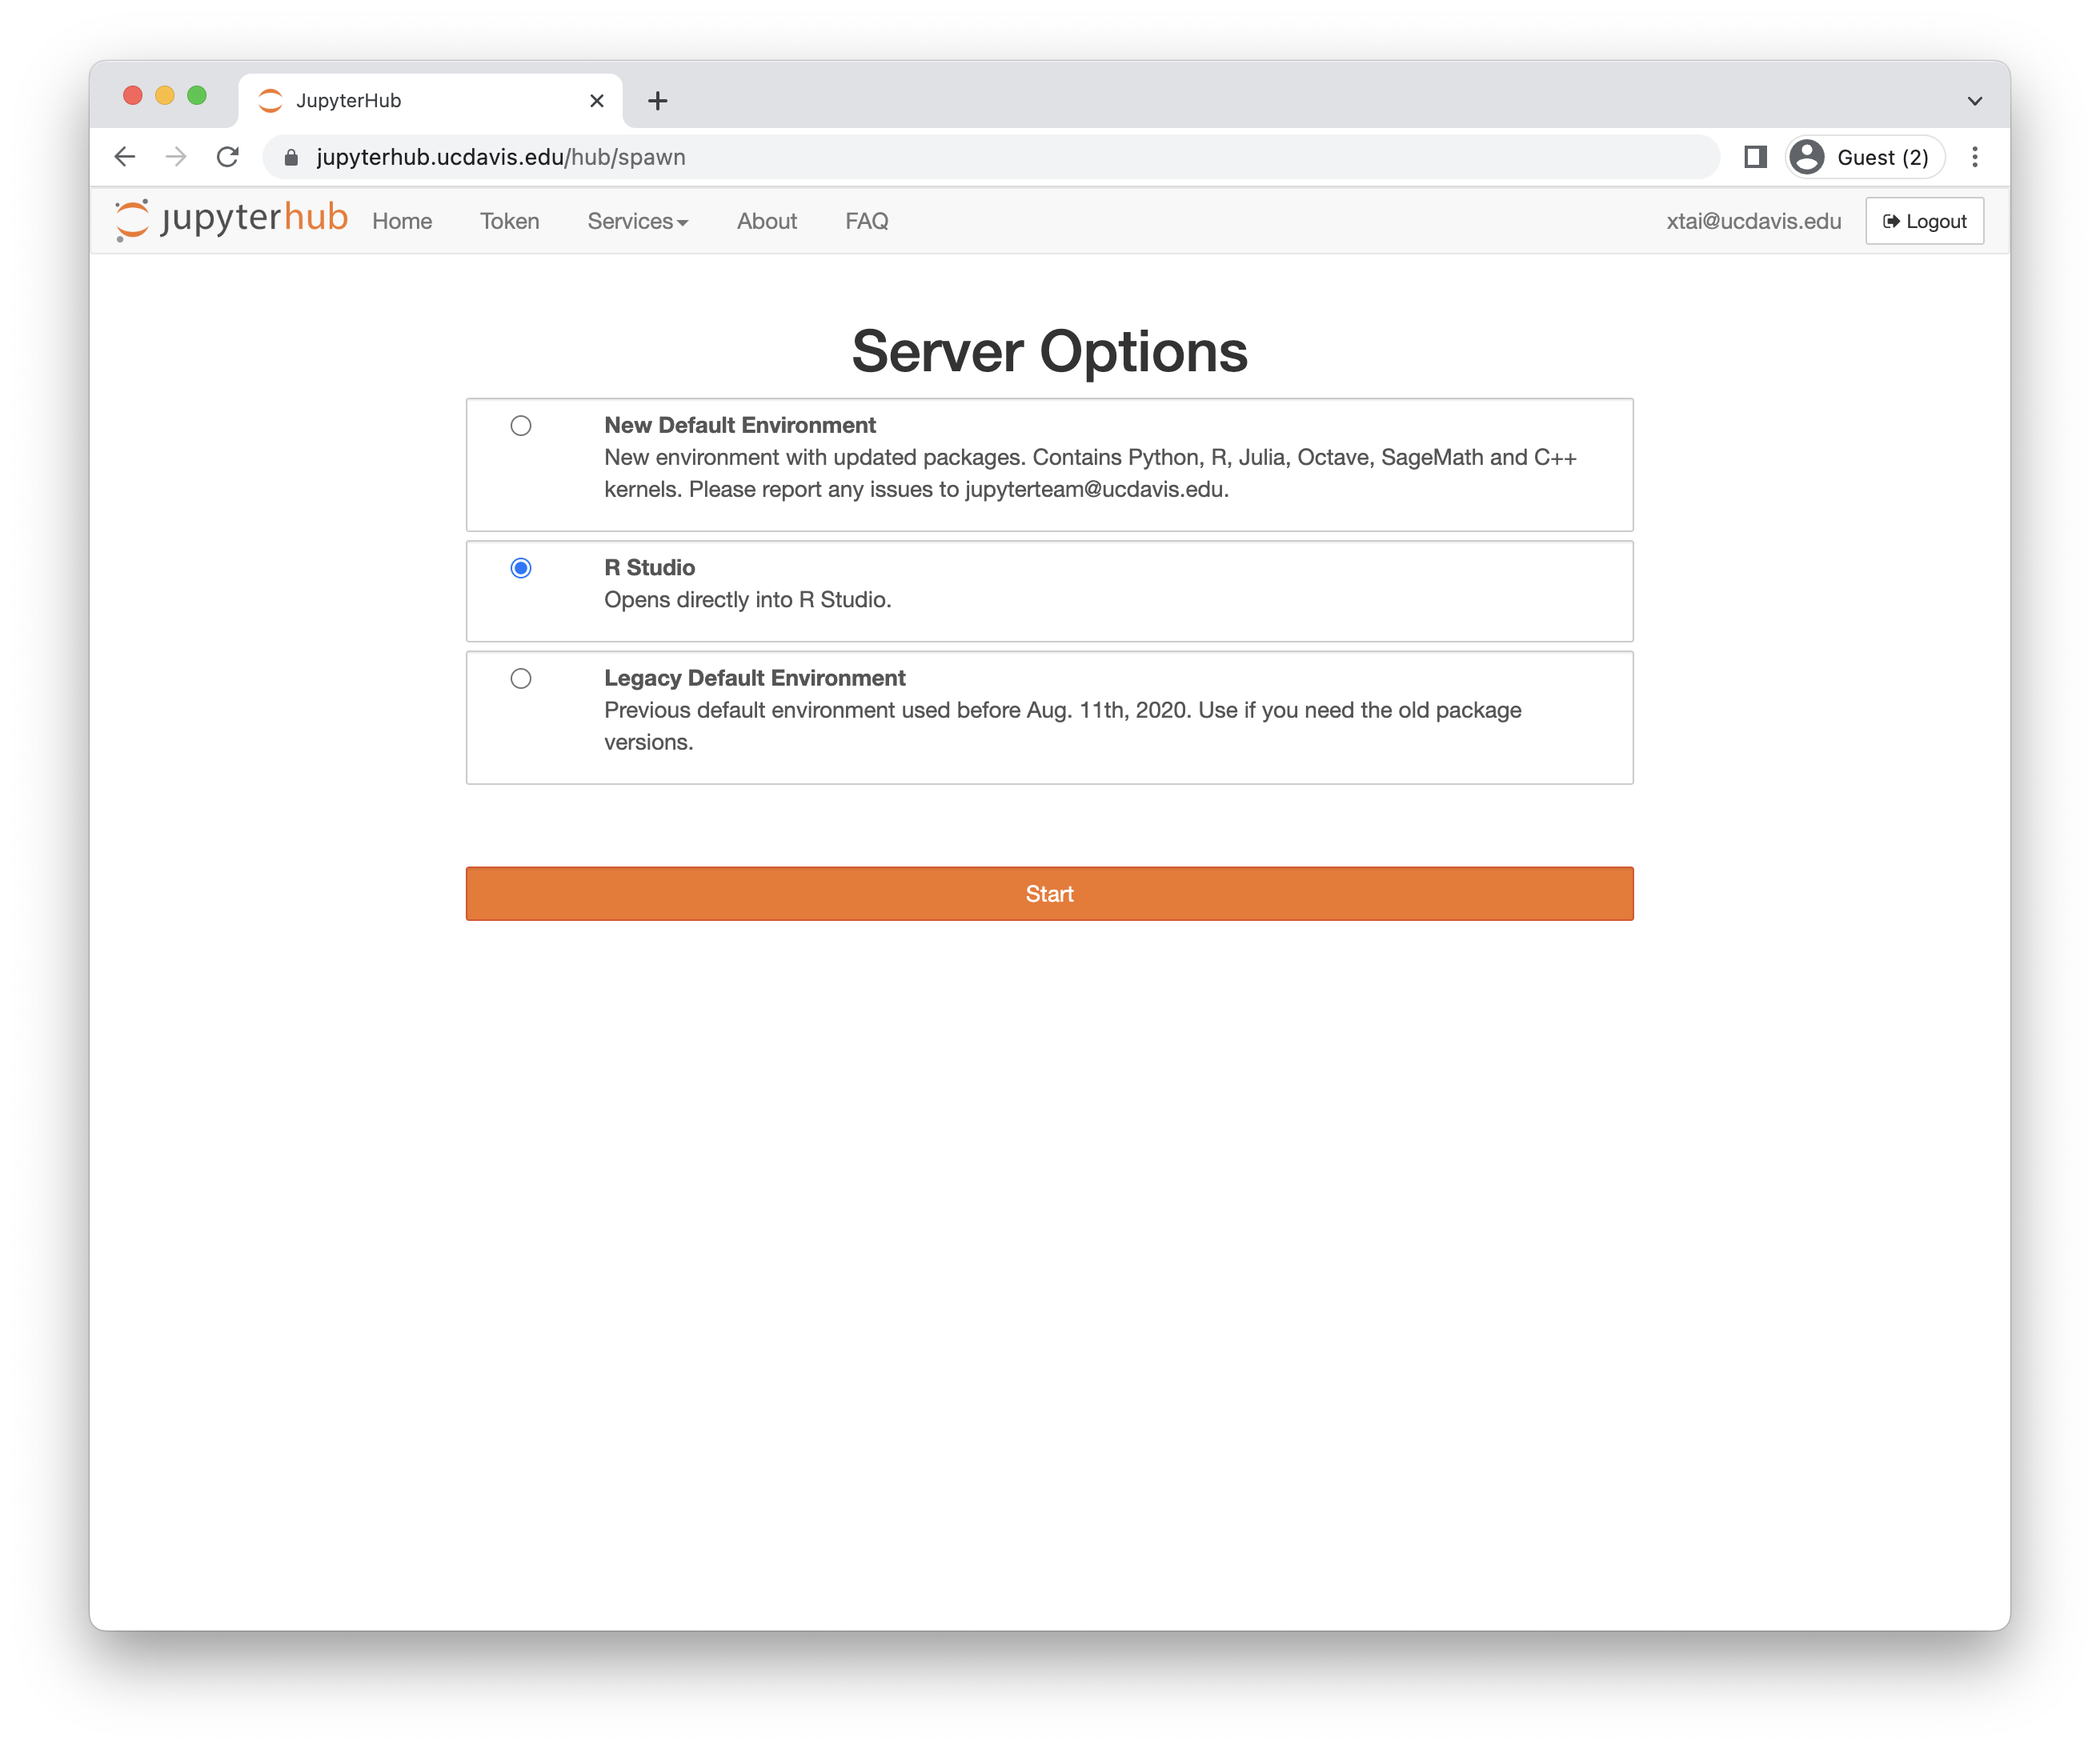 JupyterHub
jupyterhub.ucdavis.edu/hub/spawn
Guest (2)
jupyterhub Home Token Services About FAQ xtai@ucdavis.edu Logout
Server Options
New Default Environment
New environment with updated packages. Contains Python, R, Julia, Octave, SageMath and C++
kernels. Please report any issues to jupyterteam@ucdavis.edu.
R Studio
Opens directly into R Studio.
Legacy Default Environment
Previous default environment used before Aug. 11th, 2020. Use if you need the old package
versions.
Start